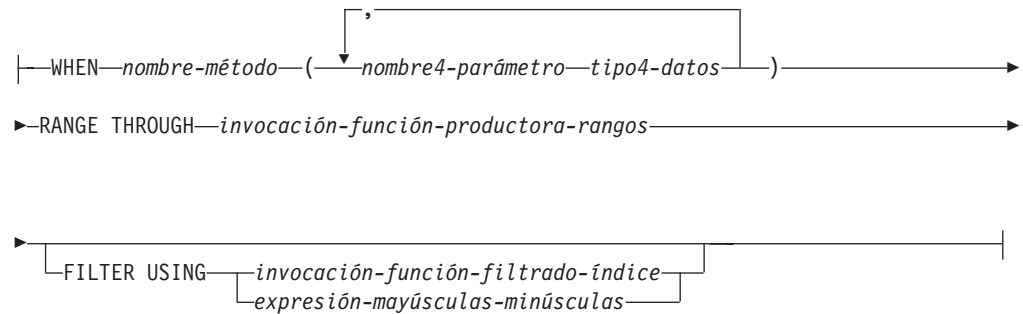 ,
WHEN nombre-método ( nombre4-parámetro tipo4-datos )
RANGE THROUGH invocación-función-productora-rangos
FILTER USING invocación-función-filtrado-índice
expresión-mayúsculas-minúsculas